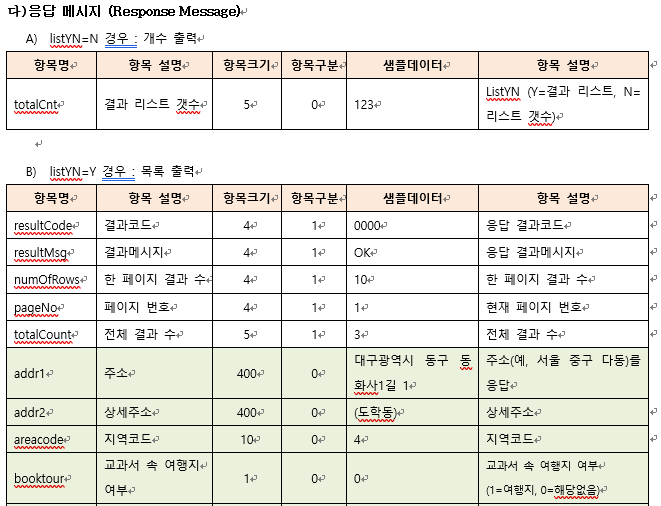 다)응답 메시지 (Response Message)
A) listYN=N 경우 : 개수 출력
항목명 항목 설명 항목크기 항목구분 샘플데이터 항목 설명
totalCnt 결과 리스트 갯수 5 0 123 ListYN (Y=결과 리스트, N=
리스트 갯수)
B) listYN=Y 경우 : 목록 출력
항목명 항목 설명 항목크기 항목구분 샘플데이터 항목 설명
resultCode 결과코드 4 1 0000 응답 결과코드
resultMsg 결과메시지 4 1 OK 응답 결과메시지
numOfRows 한 페이지 결과 수 4 1 10 한 페이지 결과 수
pageNo 페이지 번호 4 1 1 현재 페이지 번호
totalCount 전체 결과 수 5 1 3 전체 결과 수
addr1 주소 400 0 대구광역시 동구 동
화사1길 1 주소(예, 서울 중구 다동)를
응답
addr2 상세주소 400 0 (도학동) 상세주소
areacode 지역코드 10 0 4 지역코드
booktour 교과서 속 여행지
여부 1 0 0 교과서 속 여행지 여부
(1=여행지, 0=해당없음)